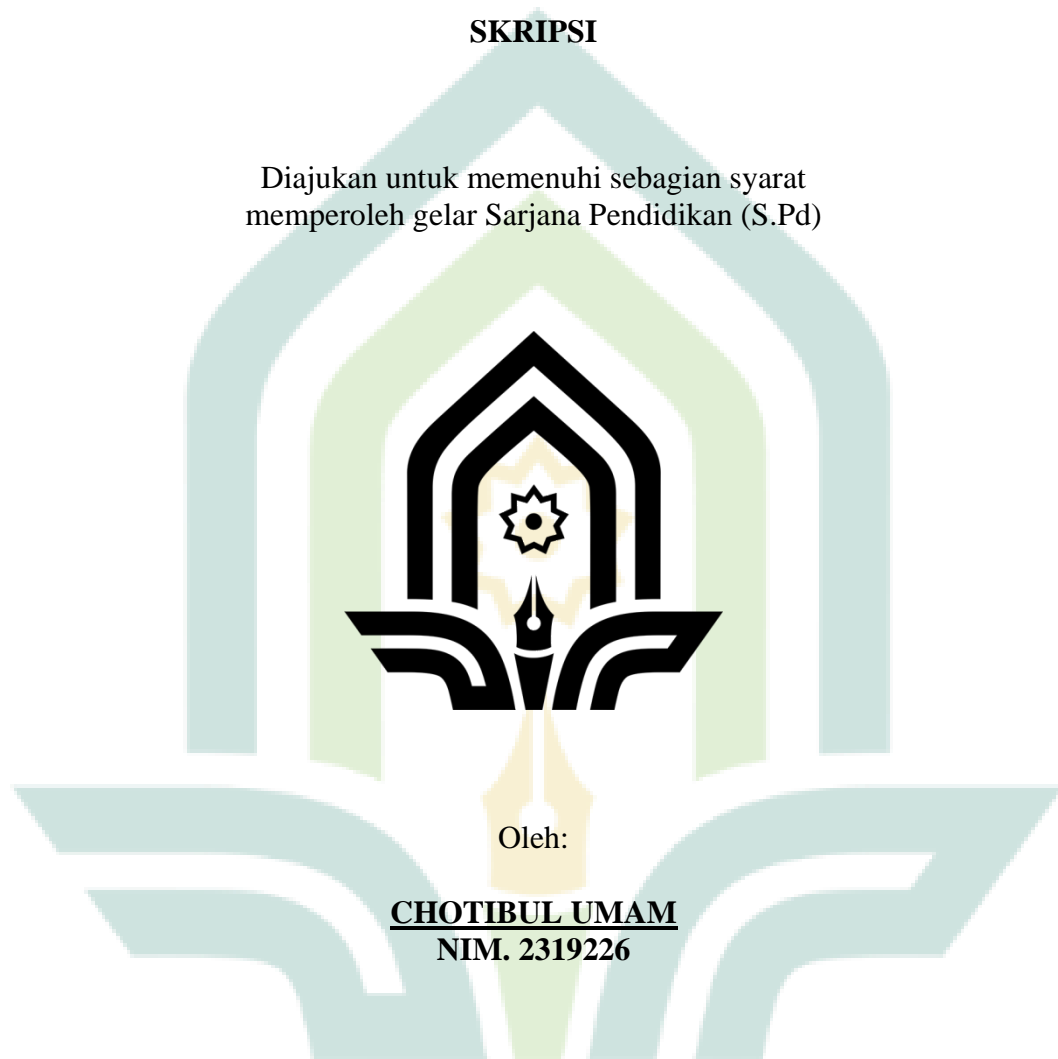 SKRIPSI
Diajukan untuk memenuhi sebagian syarat
memperoleh gelar Sarjana Pendidikan (S.Pd)
Oleh:
CHOTIBUL UMAM
NIM. 2319226